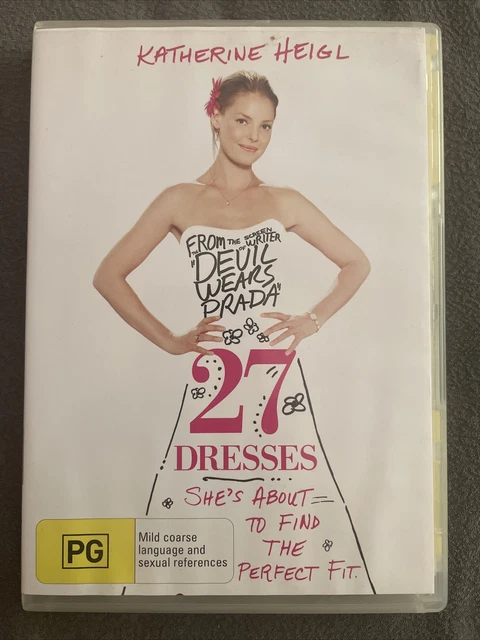 KATHERINE HEIGL
FROM THE SCREEN
WRITER
OF
"DEVIL
WEARS
PRADA"
27
DRESSES
SHE'S ABOUT
TO FIND
THE
PERFECT FIT.
PG
Mild coarse
language and
sexual references